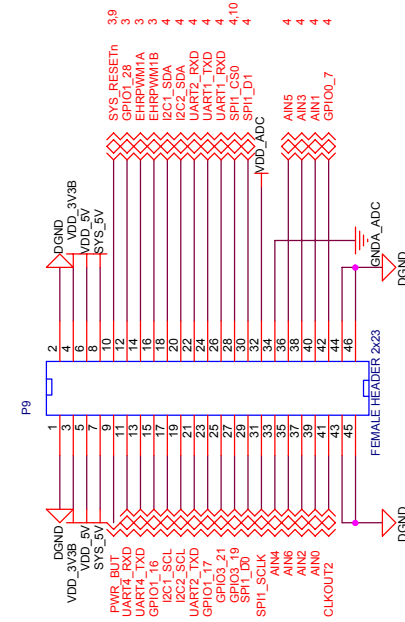 P9
FEMALE HEADER 2x23
DGND
VDD_3V3B
VDD_5V
SYS_5V
PWR_BUT
UART4_RXD
UART4_TXD
GPIO1_16
I2C1_SCL
I2C2_SCL
UART2_TXD
GPIO1_17
GPIO3_21
GPIO3_19
SPI1_D0
SPI1_SCLK
AIN4
AIN6
AIN2
AIN0
CLKOUT2
DGND
1
3
5
7
9
11
13
15
17
19
21
23
25
27
29
31
33
35
37
39
41
43
45
2
4
6
8
10
12
14
16
18
20
22
24
26
28
30
32
34
36
38
40
42
44
46
DGND
VDD_3V3B
VDD_5V
SYS_5V
SYS_RESETn 3,9
GPIO1_28 3
EHRPWM1A 3
EHRPWM1B 3
I2C1_SDA 4
I2C2_SDA 4
UART2_RXD 4
UART1_TXD 4
UART1_RXD 4
SPI1_CS0 4,10
SPI1_D1 4
VDD_ADC
AIN5 4
AIN3 4
AIN1 4
GPIO0_7 4
GNDA_ADC
DGND